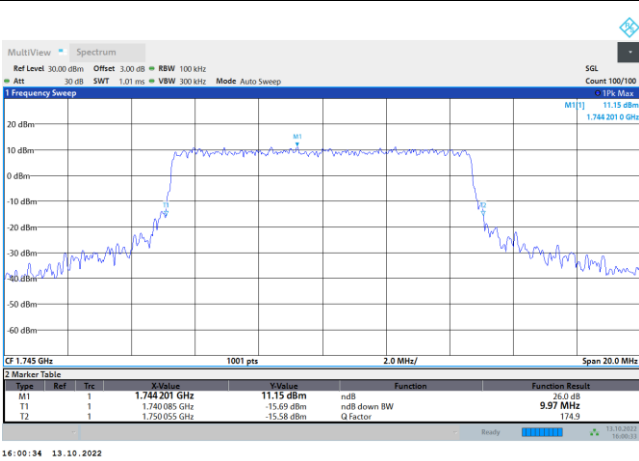 MultiView Spectrum
Ref Level 30.00 dBm Offset 3.00 dB RBW 100 kHz SGL
Att 30 dB SWT 1.01 ms VBW 300 kHz Mode Auto Sweep Count 100/100
1 Frequency Sweep 1Pk Max
M1[1] 11.15 dBm
1.744 201 0 GHz
20 dBm
M1
10 dBm
0 dBm
-10 dBm
T1 T2
-20 dBm
-30 dBm
-40 dBm
-50 dBm
-60 dBm
CF 1.745 GHz 1001 pts 2.0 MHz/ Span 20.0 MHz
2 Marker Table
Type Ref Trc X-Value Y-Value Function Function Result
M1 1 1.744 201 GHz 11.15 dBm ndB 26.0 dB
T1 1 1.740 085 GHz -15.69 dBm ndB down BW 9.97 MHz
T2 1 1.750 055 GHz -15.58 dBm Q Factor 174.9
Ready 13.10.2022
16:00:33
16:00:34 13.10.2022